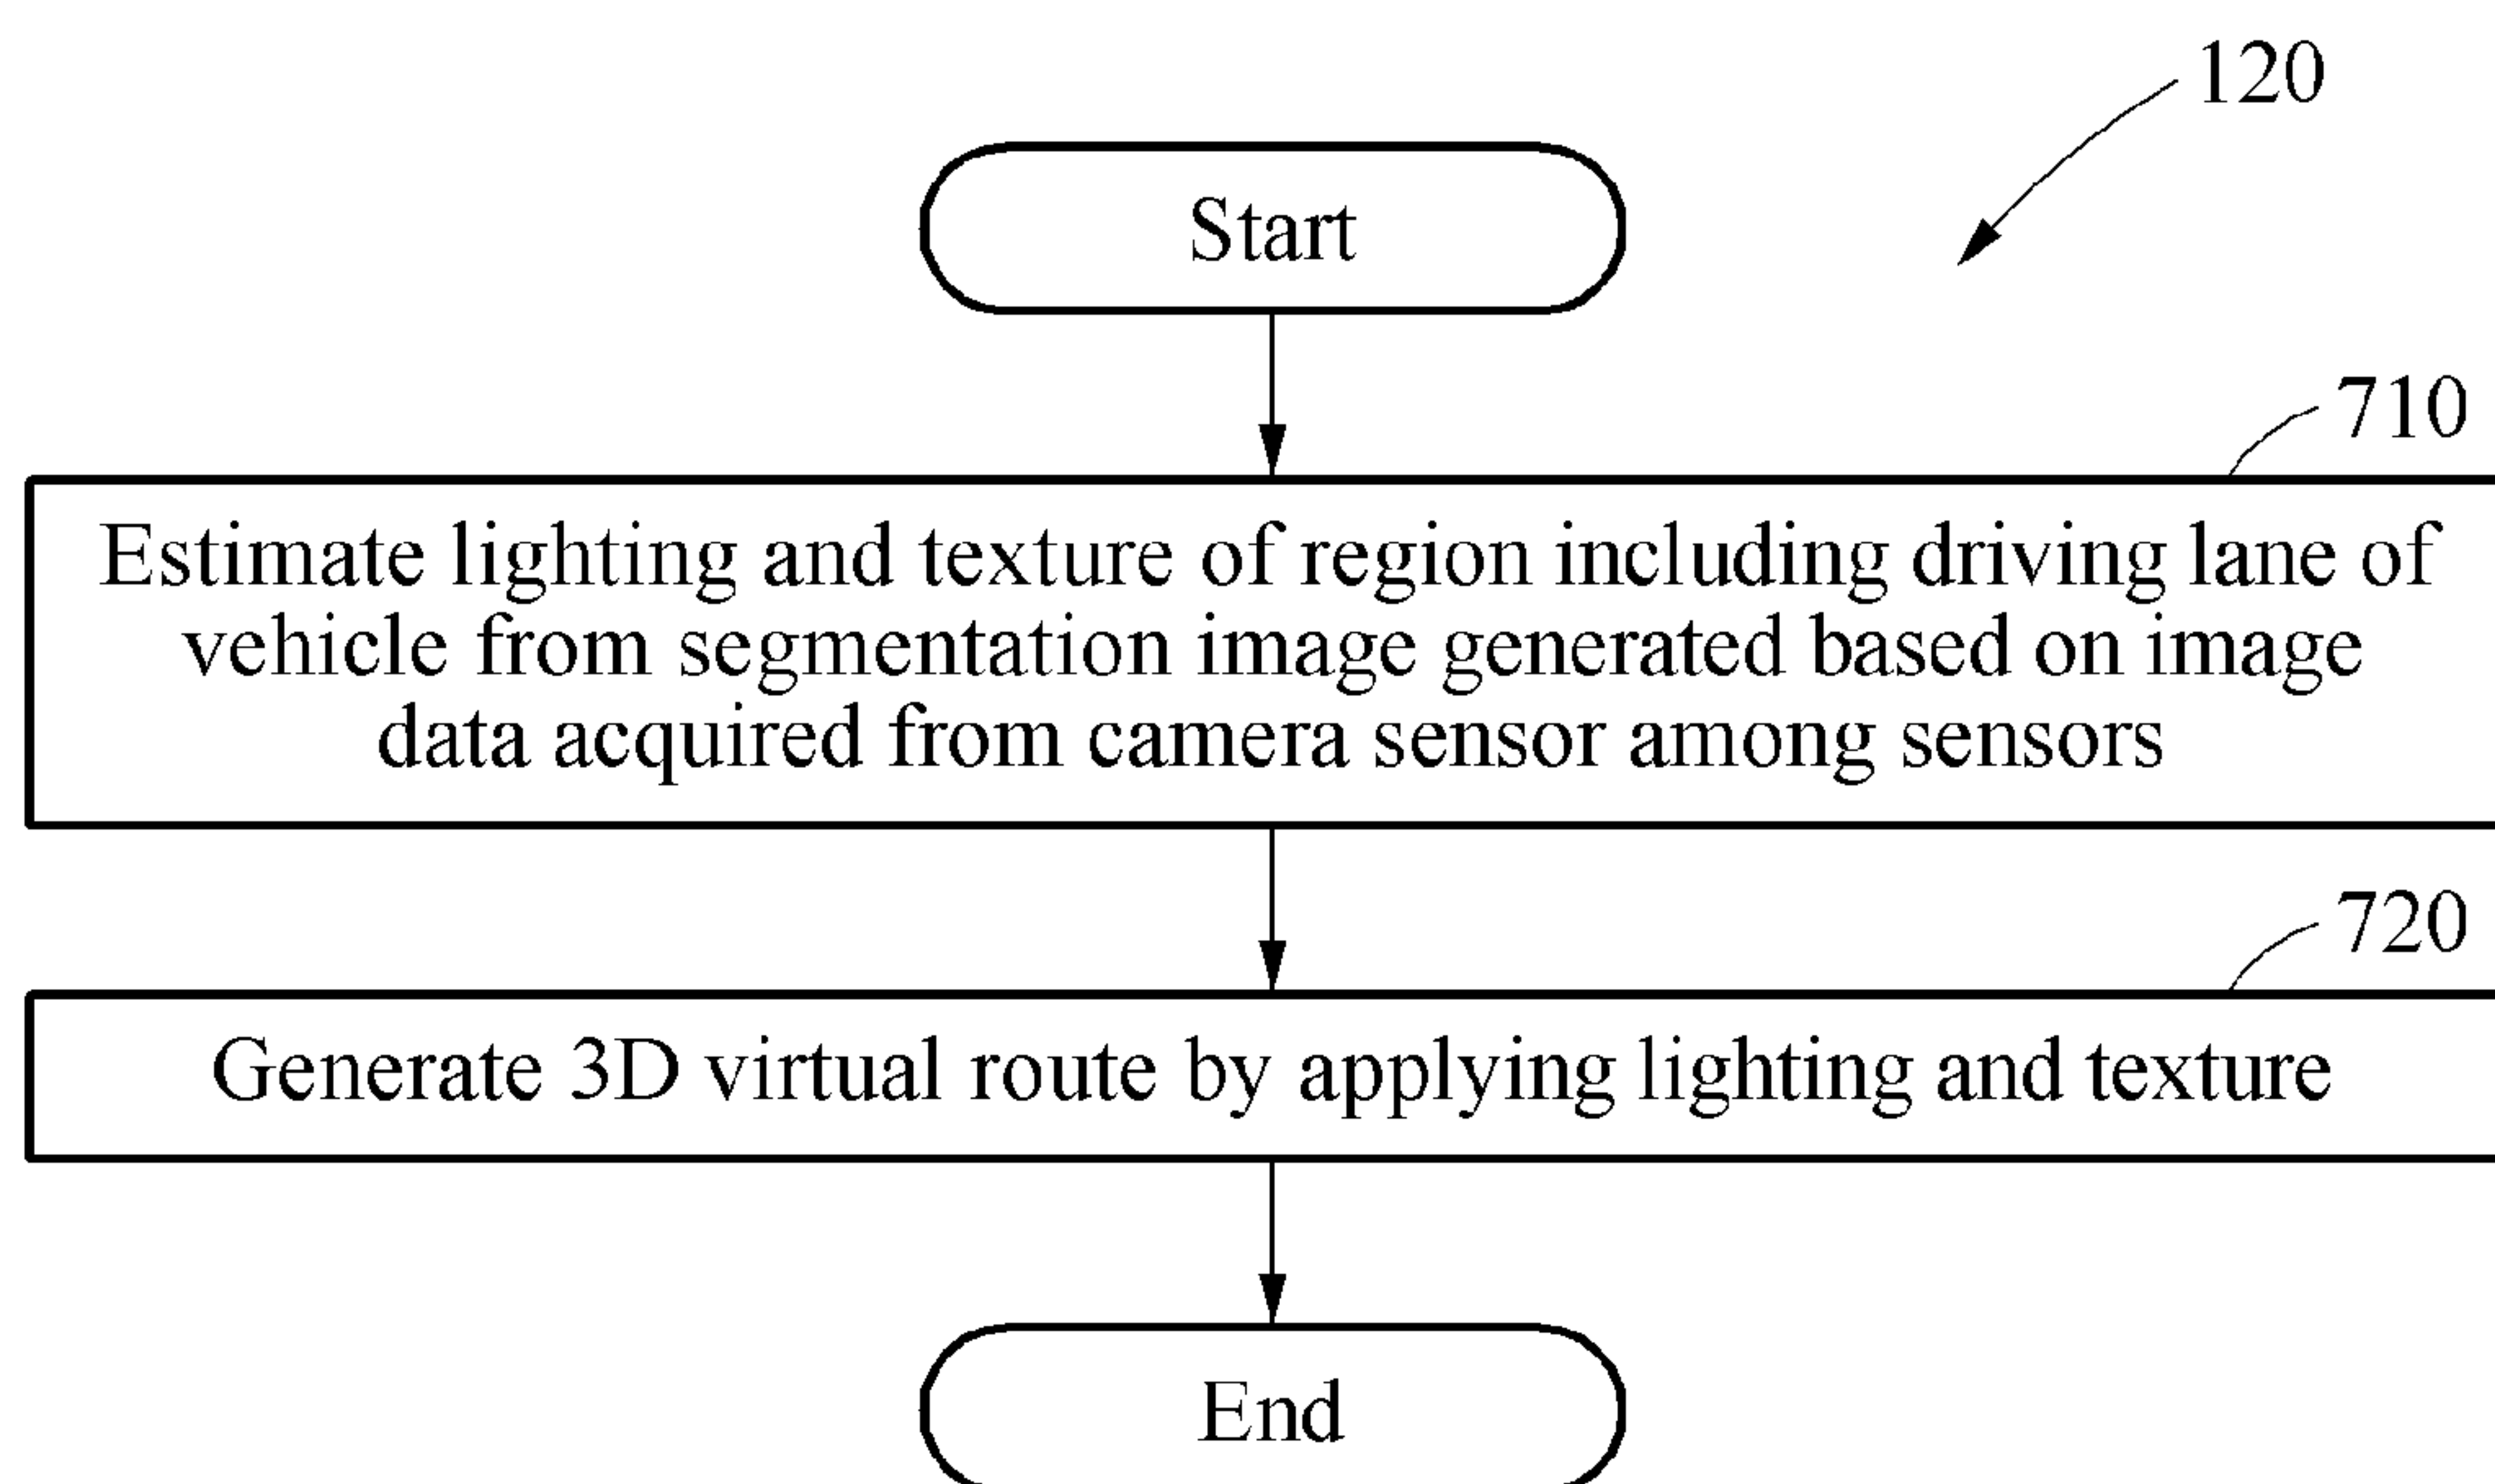 120
Start
710
Estimate lighting and texture of region including driving lane of
vehicle from segmentation image generated based on image
data acquired from camera sensor among sensors
720
Generate 3D virtual route by applying lighting and texture
End